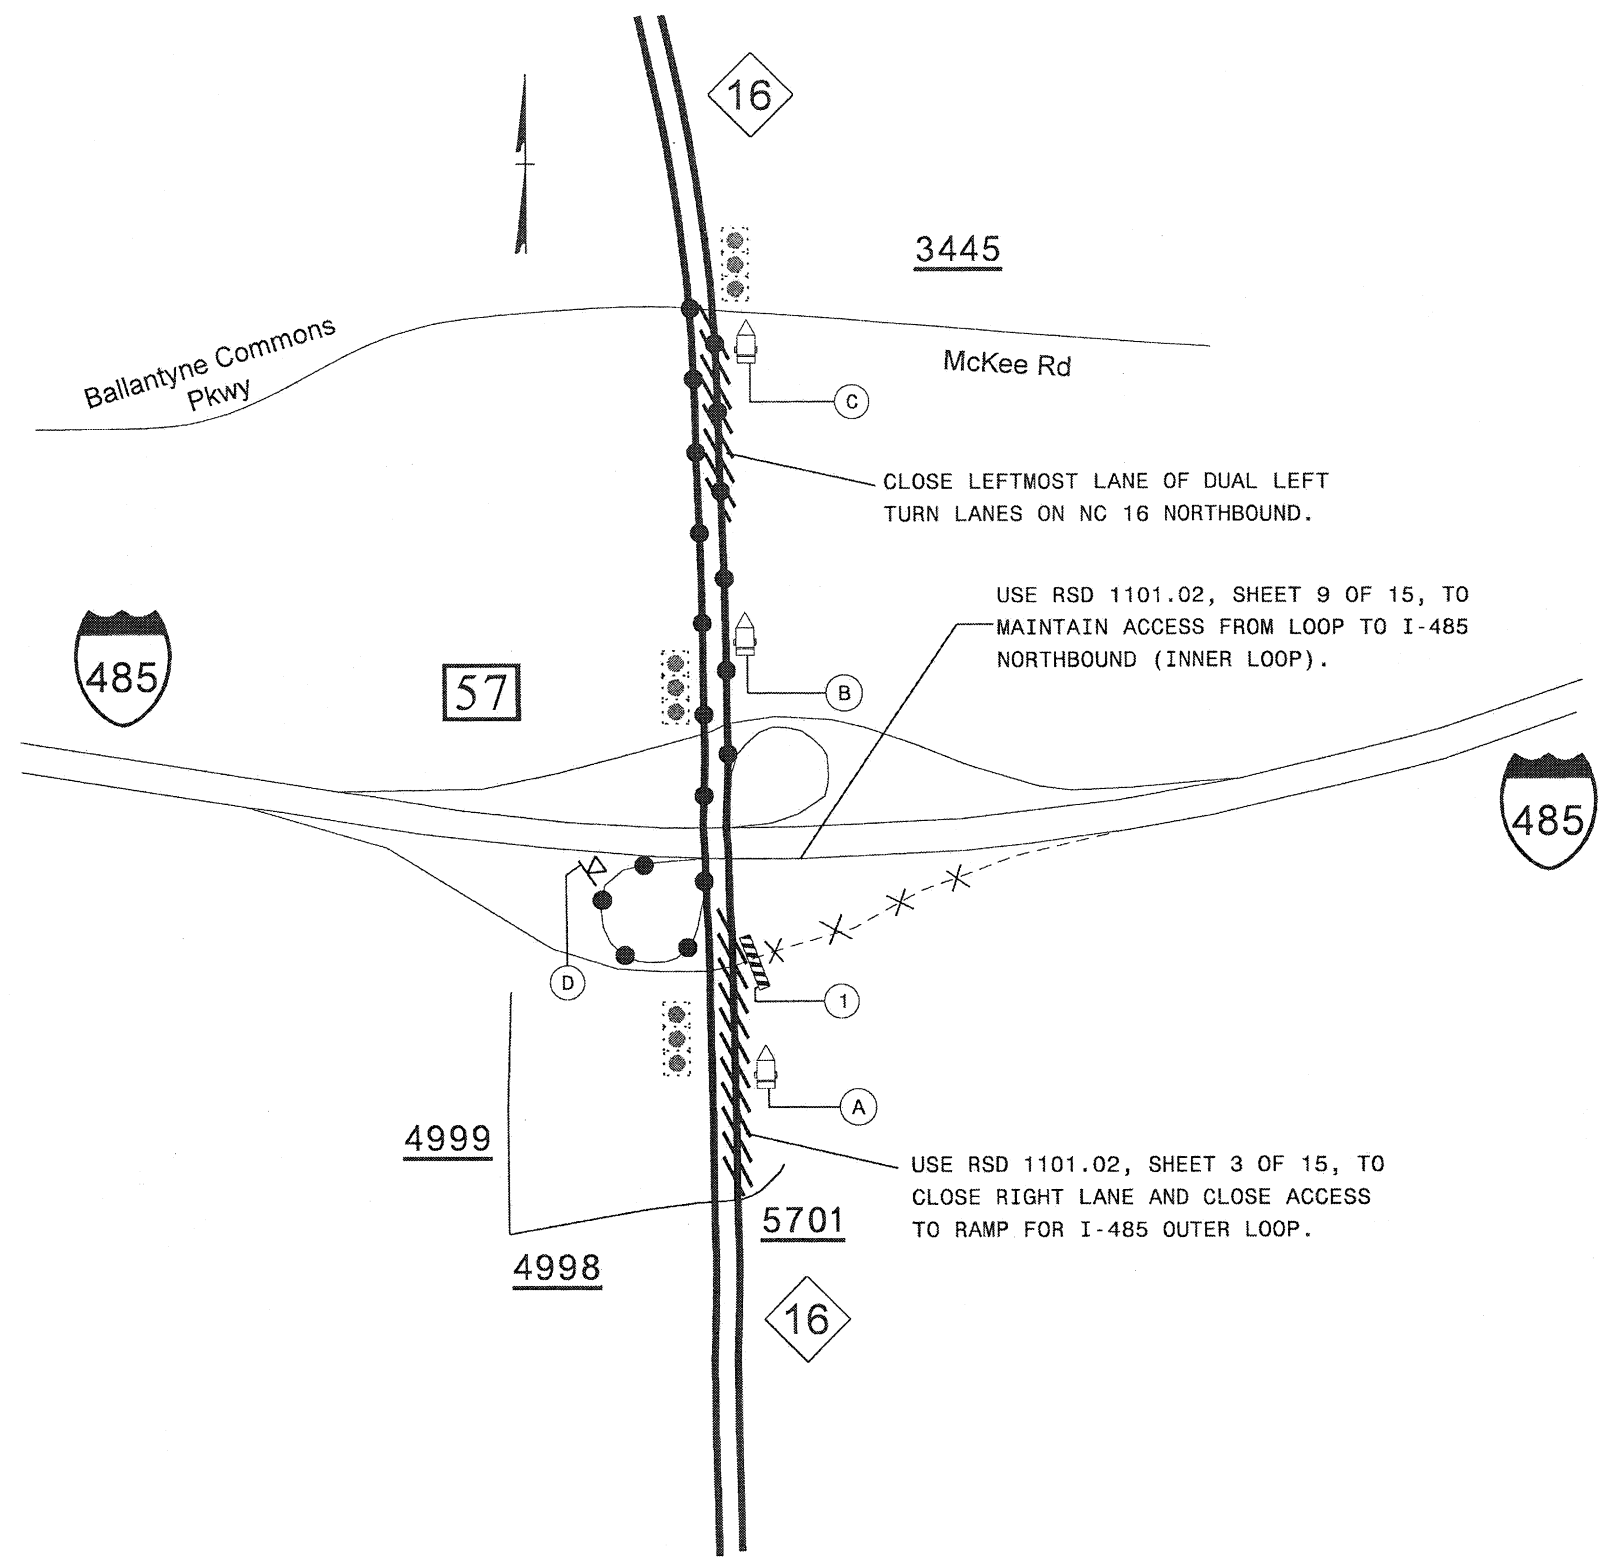 16
3445
Ballantyne Commons
Pkwy
McKee Rd
C
CLOSE LEFTMOST LANE OF DUAL LEFT
TURN LANES ON NC 16 NORTHBOUND.
USE RSD 1101.02, SHEET 9 OF 15, TO
MAINTAIN ACCESS FROM LOOP TO I-485
NORTHBOUND (INNER LOOP).
485
57
B
485
D
1
A
4999
USE RSD 1101.02, SHEET 3 OF 15, TO
CLOSE RIGHT LANE AND CLOSE ACCESS
TO RAMP FOR I-485 OUTER LOOP.
5701
4998
16